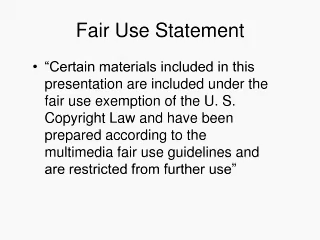 Fair Use Statement
• “Certain materials included in this
presentation are included under the
fair use exemption of the U. S.
Copyright Law and have been
prepared according to the
multimedia fair use guidelines and
are restricted from further use”